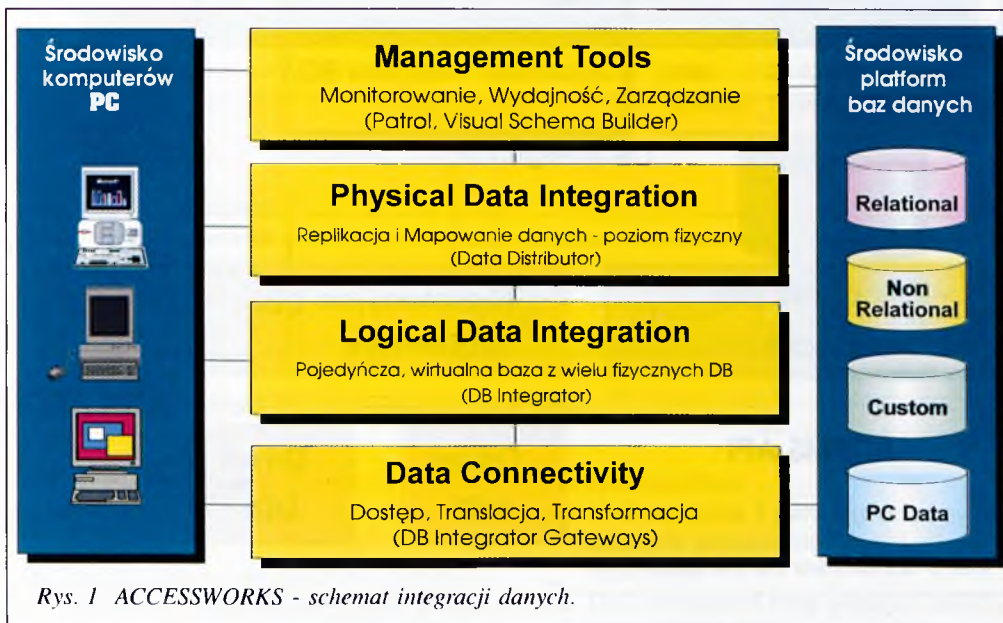 Środowisko
komputerów
PC
Management Tools
Monitorowanie, Wydajność, Zarządzanie
(Patrol, Visual Schema Builder)
Physical Data Integration
Replikacja i Mapowanie danych - poziom fizyczny
(Data Distributor)
Logical Data Integration
Pojedyńcza, wirtualna baza z wielu fizycznych DB
(DB Integrator)
Data Connectivity
Dostęp, Translacja, Transformacja
(DB Integrator Gateways)
Środowisko
platform
baz danych
Relational
Non
Relational
Custom
PC Data
Rys. 1 ACCESSWORKS - schemat integracji danych.